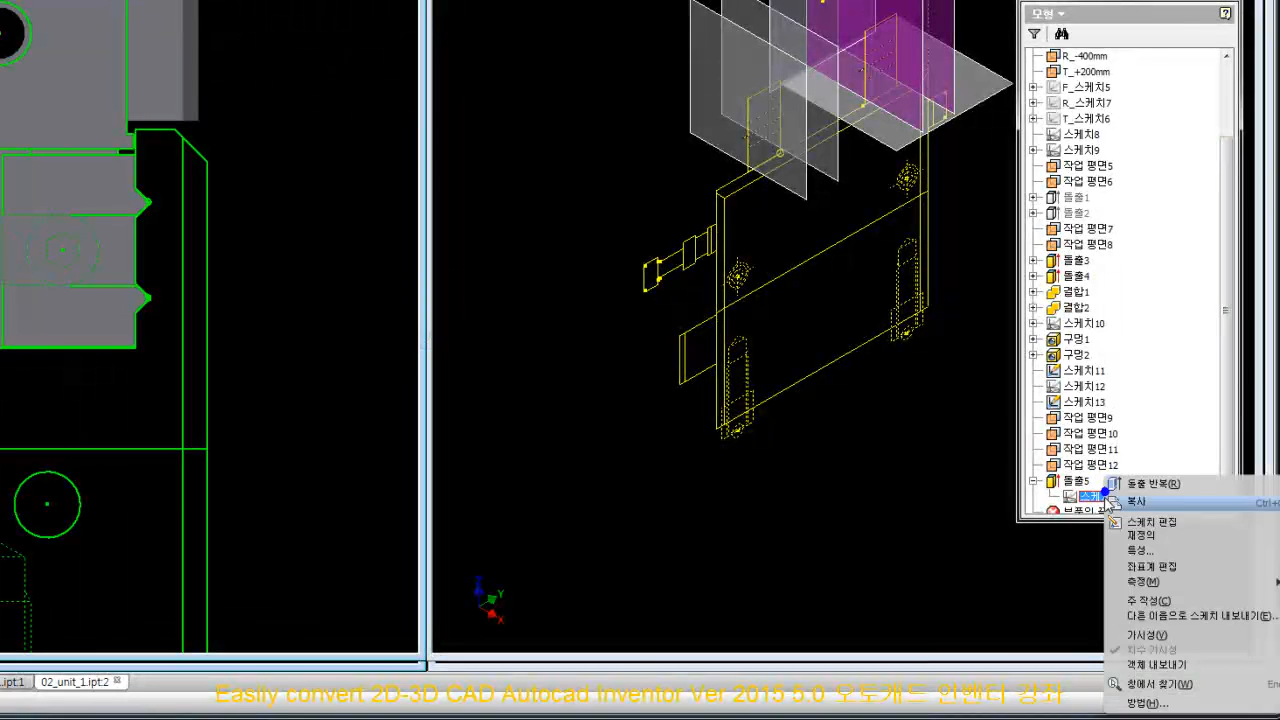 모형
R_-400mm
T_+200mm
F_스케치5
R_스케치7
T_스케치6
스케치8
스케치9
작업 평면5
작업 평면6
돌출1
돌출2
작업 평면7
작업 평면8
돌출3
돌출4
결합1
결합2
스케치10
구멍1
구멍2
스케치11
스케치12
스케치13
작업 평면9
작업 평면10
작업 평면11
작업 평면12
돌출5
돌출 반복(R)
복사 Ctrl+
스케치 편집
재정의
특성...
좌표계 편집
측정(M)
주 작성(C)
다른 이름으로 스케치 내보내기(E)...
가시성(V)
치수 가시성
객체 내보내기
창에서 찾기(W) En
방법(H)...
Z
Y
X
.ipt:1 02_unit_1.ipt:2
Easily convert 2D-3D CAD Autocad Inventor Ver 2015 5.0 오토캐드 인벤터 강좌